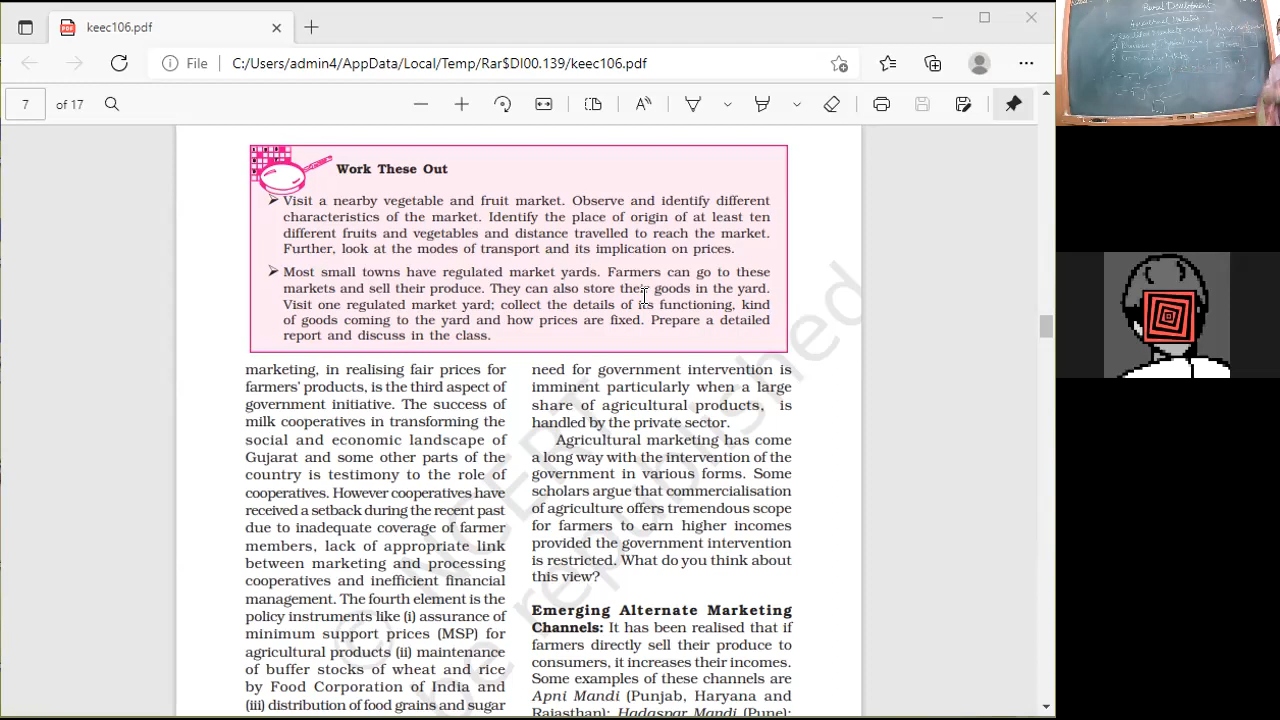 keec106.pdf
File C:/Users/admin4/AppData/Local/Temp/Rar$DI00.139/keec106.pdf
7 of 17
Work These Out
Visit a nearby vegetable and fruit market. Observe and identify different
characteristics of the market. Identify the place of origin of at least ten
different fruits and vegetables and distance travelled to reach the market.
Further, look at the modes of transport and its implication on prices.
Most small towns have regulated market yards. Farmers can go to these
markets and sell their produce. They can also store their goods in the yard.
Visit one regulated market yard; collect the details of its functioning, kind
of goods coming to the yard and how prices are fixed. Prepare a detailed
report and discuss in the class.
marketing, in realising fair prices for
farmers' products, is the third aspect of
government initiative. The success of
milk cooperatives in transforming the
social and economic landscape of
Gujarat and some other parts of the
country is testimony to the role of
cooperatives. However cooperatives have
received a setback during the recent past
due to inadequate coverage of farmer
members, lack of appropriate link
between marketing and processing
cooperatives and inefficient financial
management. The fourth element is the
policy instruments like (i) assurance of
minimum support prices (MSP) for
agricultural products (ii) maintenance
of buffer stocks of wheat and rice
by Food Corporation of India and
(iii) distribution of food grains and sugar
need for government intervention is
imminent particularly when a large
share of agricultural products, is
handled by the private sector.
Agricultural marketing has come
a long way with the intervention of the
government in various forms. Some
scholars argue that commercialisation
of agriculture offers tremendous scope
for farmers to earn higher incomes
provided the government intervention
is restricted. What do you think about
this view?
Emerging Alternate Marketing
Channels: It has been realised that if
farmers directly sell their produce to
consumers, it increases their incomes.
Some examples of these channels are
Apni Mandi (Punjab, Haryana and
Rajasthan); Hadaspar Mandi (Pune);
© NCERT
be republished
Rural Development